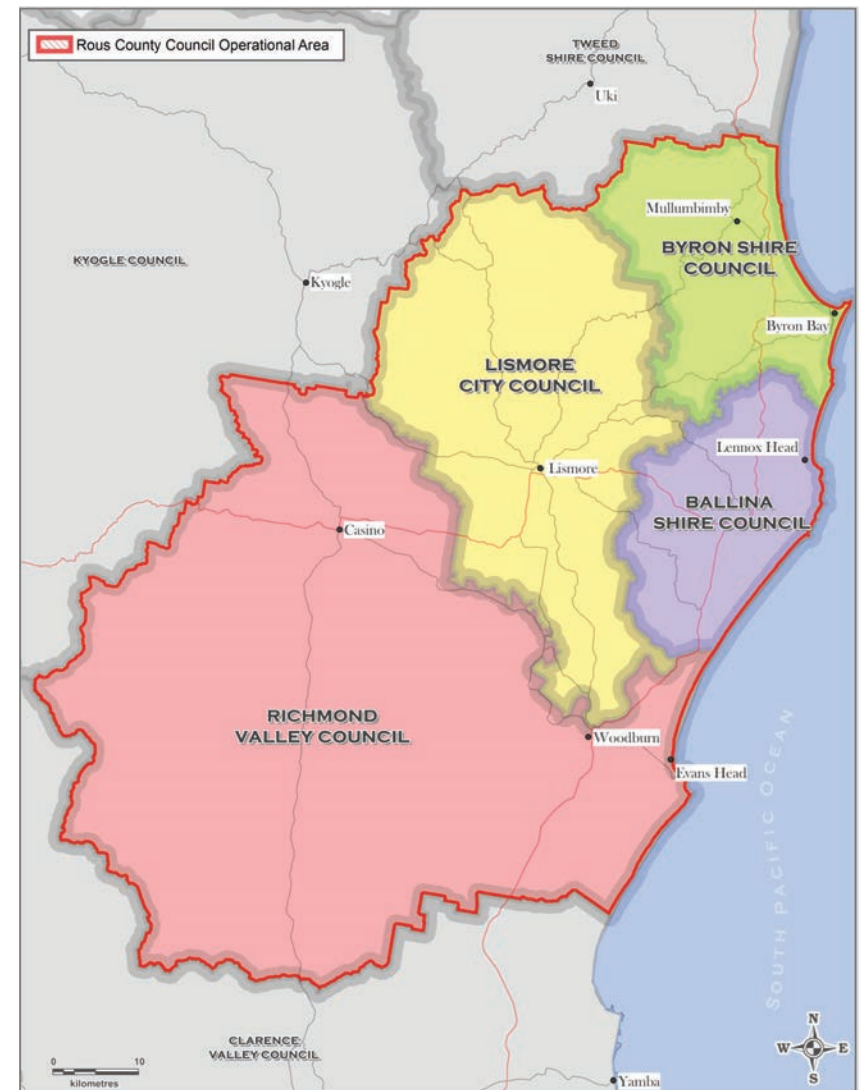 Rous County Council Operational Area
TWEED
SHIRE COUNCIL
Uki
Mullumbimby
BYRON SHIRE
COUNCIL
KYOGLE COUNCIL
Kyogle
Byron Bay
LISMORE
CITY COUNCIL
Lennox Head
Lismore
BALLINA
SHIRE COUNCIL
Casino
RICHMOND
VALLEY COUNCIL
Woodburn
Evans Head
SOUTH PACIFIC OCEAN
CLARENCE
VALLEY COUNCIL
N
W E
S
0 10
kilometres
Yamba